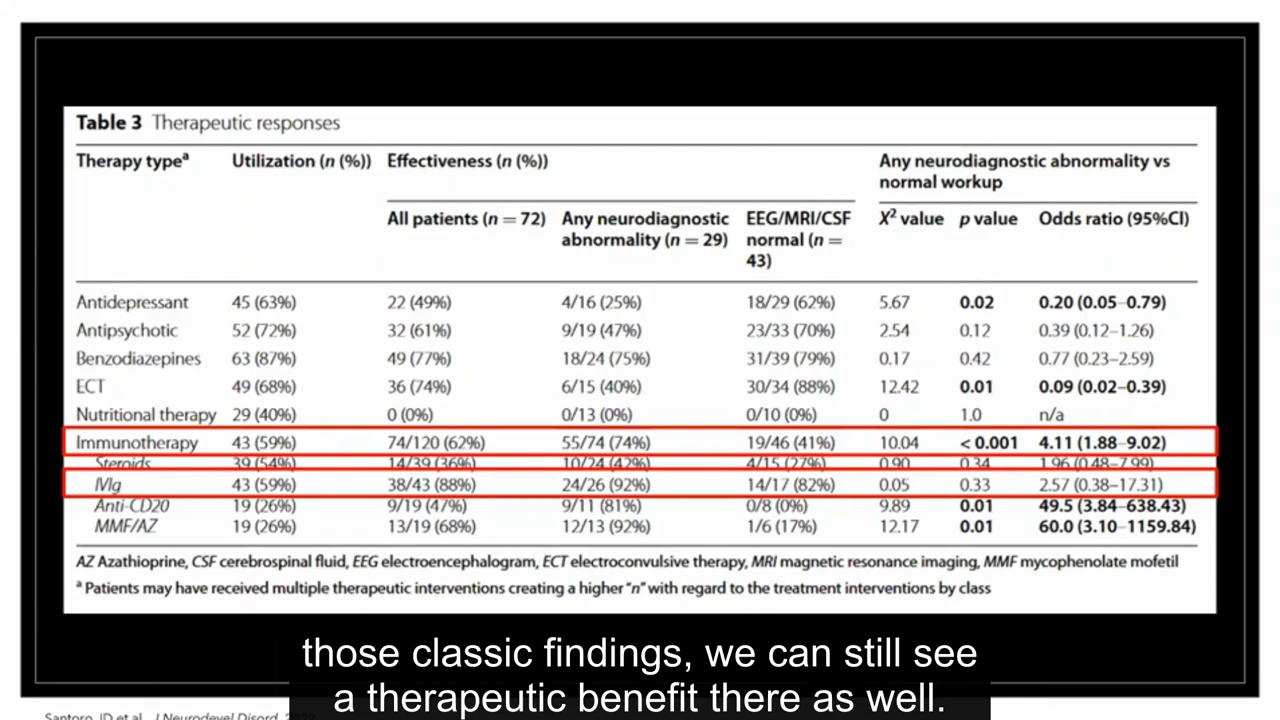 Table 3 Therapeutic responses
Therapy typea Utilization (n (%)) Effectiveness (n (%)) Any neurodiagnostic abnormality vs normal workup
All patients (n = 72) Any neurodiagnostic abnormality (n = 29) EEG/MRI/CSF normal (n = 43) X2 value p value Odds ratio (95%CI)
Antidepressant 45 (63%) 22 (49%) 4/16 (25%) 18/29 (62%) 5.67 0.02 0.20 (0.05–0.79)
Antipsychotic 52 (72%) 32 (61%) 9/19 (47%) 23/33 (70%) 2.54 0.12 0.39 (0.12–1.26)
Benzodiazepines 63 (87%) 49 (77%) 18/24 (75%) 31/39 (79%) 0.17 0.42 0.77 (0.23–2.59)
ECT 49 (68%) 36 (74%) 6/15 (40%) 30/34 (88%) 12.42 0.01 0.09 (0.02–0.39)
Nutritional therapy 29 (40%) 0 (0%) 0/13 (0%) 0/10 (0%) 0 1.0 n/a
Immunotherapy 43 (59%) 74/120 (62%) 55/74 (74%) 19/46 (41%) 10.04 < 0.001 4.11 (1.88–9.02)
Steroids 39 (54%) 14/39 (36%) 10/24 (42%) 4/15 (27%) 0.90 0.34 1.96 (0.48–7.99)
IVIg 43 (59%) 38/43 (88%) 24/26 (92%) 14/17 (82%) 0.05 0.33 2.57 (0.38–17.31)
Anti-CD20 19 (26%) 9/19 (47%) 9/11 (81%) 0/8 (0%) 9.89 0.01 49.5 (3.84–638.43)
MMF/AZ 19 (26%) 13/19 (68%) 12/13 (92%) 1/6 (17%) 12.17 0.01 60.0 (3.10–1159.84)
AZ Azathioprine, CSF cerebrospinal fluid, EEG electroencephalogram, ECT electroconvulsive therapy, MRI magnetic resonance imaging, MMF mycophenolate mofetil
a Patients may have received multiple therapeutic interventions creating a higher "n" with regard to the treatment interventions by class
those classic findings, we can still see
a therapeutic benefit there as well.
Santoro, JD et al. J Neurodevel Disord.